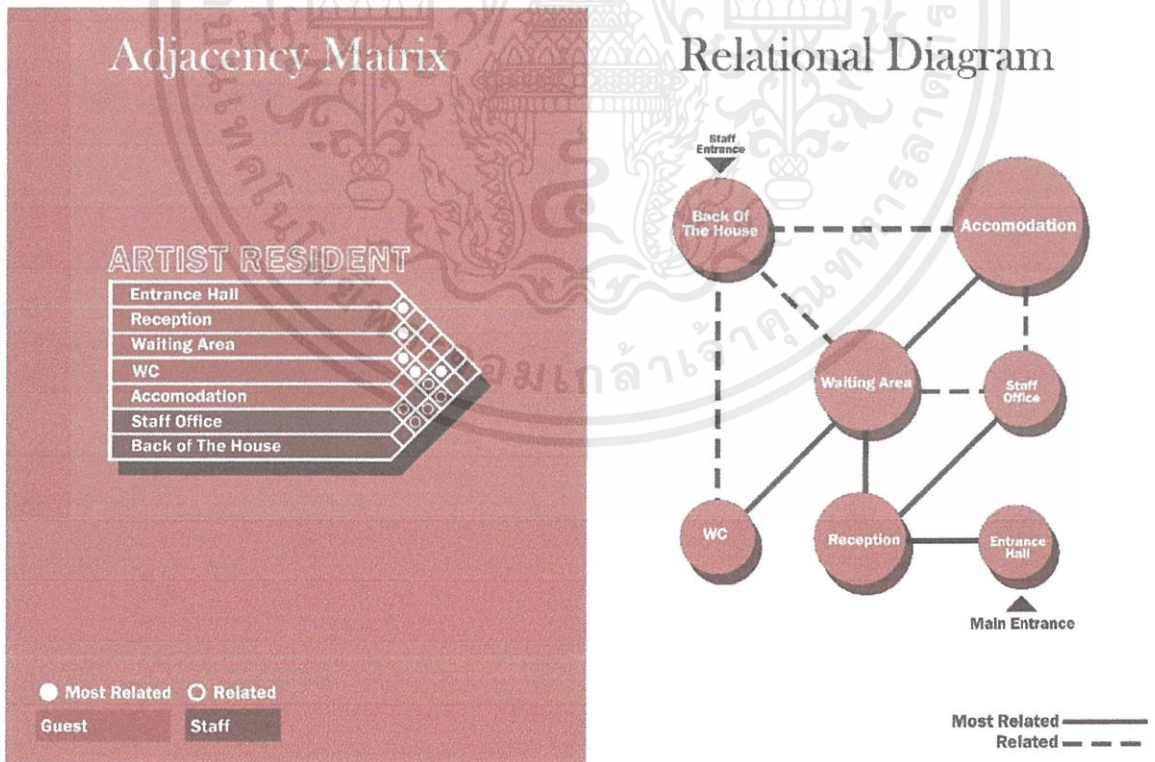 Adjacency Matrix
ARTIST RESIDENT
Entrance Hall
Reception
Waiting Area
WC
Accomodation
Staff Office
Back of The House
Most Related
Related
Guest
Staff
Relational Diagram
Staff
Entrance
Back Of
The House
Accomodation
Waiting Area
Staff
Office
WC
Reception
Entrance
Hall
Main Entrance
Most Related
Related